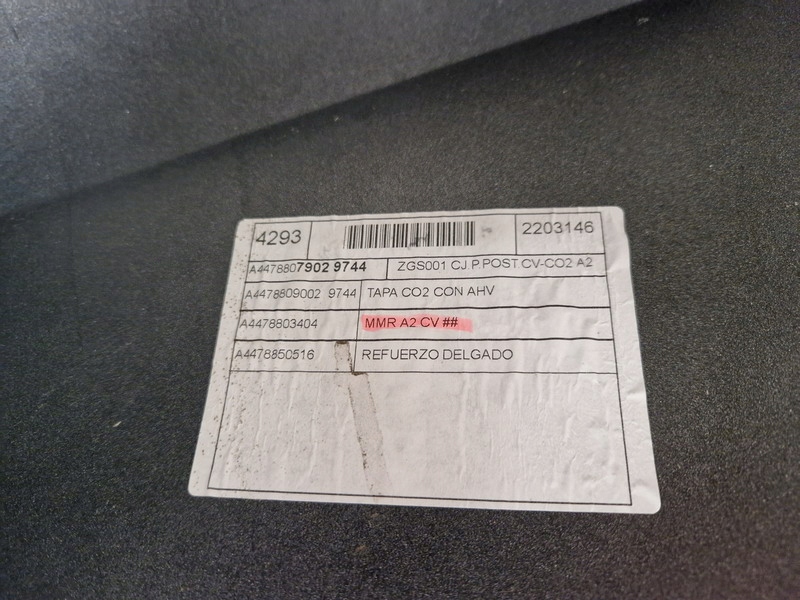 4293 2203146
A4478807902 9744 ZGS001 CJ.P.POST CV-CO2 A2
A4478809002 9744 TAPA CO2 CON AHV
A4478803404 MMR A2 CV ##
A4478850516 REFUERZO DELGADO